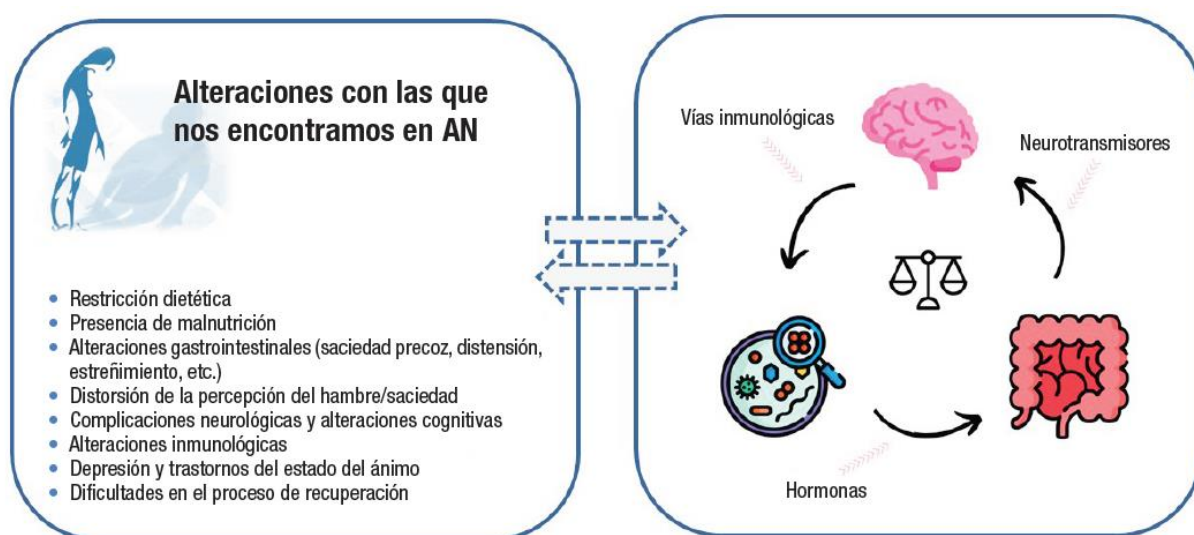 Alteraciones con las que
nos encontramos en AN
Restricción dietética
Presencia de malnutrición
Alteraciones gastrointestinales (saciedad precoz, distensión,
estreñimiento, etc.)
Distorsión de la percepción del hambre/saciedad
Complicaciones neurológicas y alteraciones cognitivas
Alteraciones inmunológicas
Depresión y trastornos del estado del ánimo
Dificultades en el proceso de recuperación
Vías inmunológicas
Neurotransmisores
Hormonas